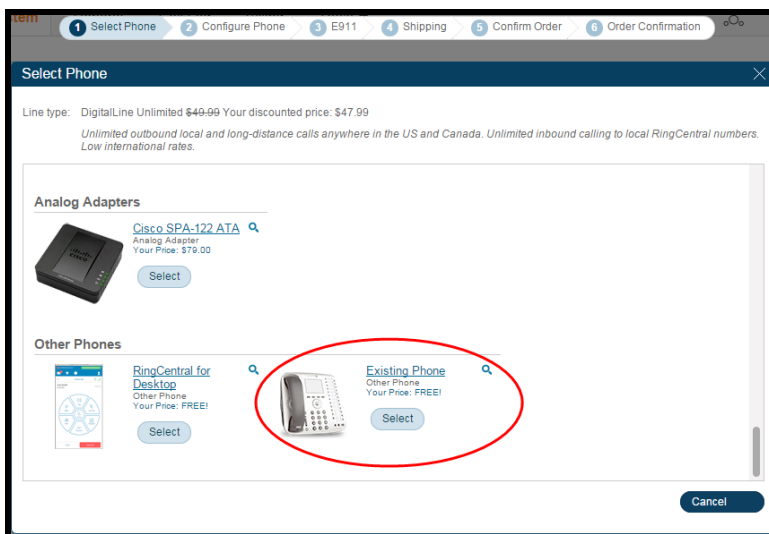 tem
1 Select Phone 2 Configure Phone 3 E911 4 Shipping 5 Confirm Order 6 Order Confirmation
Select Phone
Line type: DigitalLine Unlimited $49.99 Your discounted price: $47.99
Unlimited outbound local and long-distance calls anywhere in the US and Canada. Unlimited inbound calling to local RingCentral numbers.
Low international rates.
Analog Adapters
Cisco SPA-122 ATA
Analog Adapter
Your Price: $79.00
Select
Other Phones
RingCentral for
Desktop
Other Phone
Your Price: FREE!
Select
Existing Phone
Other Phone
Your Price: FREE!
Select
Cancel